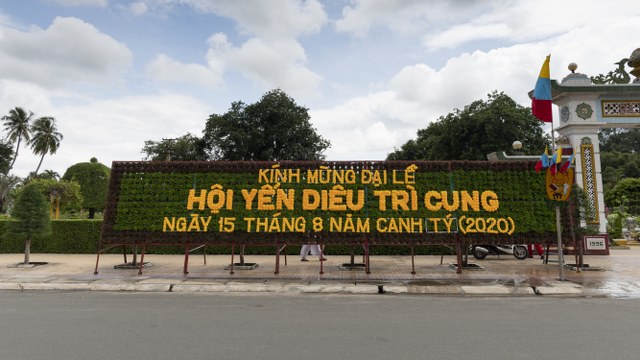 KÍNH MỪNG ĐẠI LỄ
HỘI YẾN DIÊU TRÌ CUNG
NGÀY 15 THÁNG 8 NĂM CANH TÝ (2020)